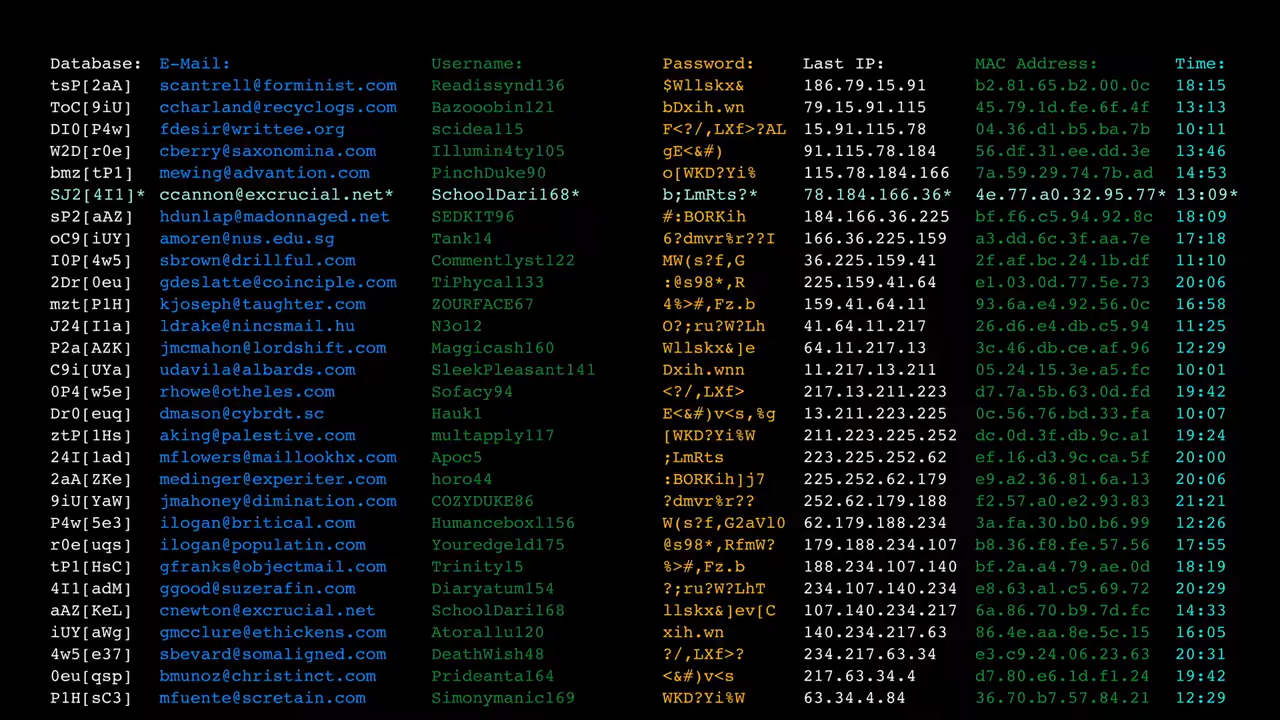 Database: E-Mail: Username: Password: Last IP: MAC Address: Time:
tsP[2aA] scantrell@forminist.com Readissynd136 $Wllskx& 186.79.15.91 b2.81.65.b2.00.0c 18:15
ToC[9iU] ccharland@recyclogs.com Bazooobin121 bDxih.wn 79.15.91.115 45.79.1d.fe.6f.4f 13:13
DI0[P4w] fdesir@writtee.org scidea115 F<?/,LXf>?AL 15.91.115.78 04.36.d1.b5.ba.7b 10:11
W2D[r0e] cberry@saxonomina.com Illumin4ty105 gE<&#) 91.115.78.184 56.df.31.ee.dd.3e 13:46
bmz[tP1] mewing@advantion.com PinchDuke90 o[WKD?Yi% 115.78.184.166 7a.59.29.74.7b.ad 14:53
SJ2[4I1]* ccannon@excrucial.net* SchoolDari168* b;LmRts?* 78.184.166.36* 4e.77.a0.32.95.77* 13:09*
sP2[aAZ] hdunlap@madonnaged.net SEDKIT96 #:BORKih 184.166.36.225 bf.f6.c5.94.92.8c 18:09
oC9[iUY] amoren@nus.edu.sg Tank14 6?dmvr%r??I 166.36.225.159 a3.dd.6c.3f.aa.7e 17:18
I0P[4w5] sbrown@drillful.com Commentlyst122 MW(s?f,G 36.225.159.41 2f.af.bc.24.1b.df 11:10
2Dr[0eu] gdeslatte@coinciple.com TiPhycal133 :@s98*,R 225.159.41.64 e1.03.0d.77.5e.73 20:06
mzt[P1H] kjoseph@taughter.com ZOURFACE67 4%>#,Fz.b 159.41.64.11 93.6a.e4.92.56.0c 16:58
J24[I1a] ldrake@nincsmail.hu N3o12 O?;ru?W?Lh 41.64.11.217 26.d6.e4.db.c5.94 11:25
P2a[AZK] jmcmahon@lordshift.com Maggicash160 Wllskx&]e 64.11.217.13 3c.46.db.ce.af.96 12:29
C9i[UYa] udavila@albards.com SleekPleasant141 Dxih.wnn 11.217.13.211 05.24.15.3e.a5.fc 10:01
0P4[w5e] rhowe@otheles.com Sofacy94 <?/,LXf> 217.13.211.223 d7.7a.5b.63.0d.fd 19:42
Dr0[euq] dmason@cybrdt.sc Hauk1 E<&#)v<s,%g 13.211.223.225 0c.56.76.bd.33.fa 10:07
ztP[1Hs] aking@palestive.com multapply117 [WKD?Yi%W 211.223.225.252 dc.0d.3f.db.9c.a1 19:24
24I[1ad] mflowers@maillookhx.com Apoc5 ;LmRts 223.225.252.62 ef.16.d3.9c.ca.5f 20:00
2aA[ZKe] medinger@experiter.com horo44 :BORKih]j7 225.252.62.179 e9.a2.36.81.6a.13 20:06
9iU[YaW] jmahoney@dimination.com COZYDUKE86 ?dmvr%r?? 252.62.179.188 f2.57.a0.e2.93.83 21:21
P4w[5e3] ilogan@britical.com Humanceboxl156 W(s?f,G2aVl0 62.179.188.234 3a.fa.30.b0.b6.99 12:26
r0e[uqs] ilogan@populatin.com Youredgeld175 @s98*,RfmW? 179.188.234.107 b8.36.f8.fe.57.56 17:55
tP1[HsC] gfranks@objectmail.com Trinity15 %>#,Fz.b 188.234.107.140 bf.2a.a4.79.ae.0d 18:19
4I1[adM] ggood@suzerafin.com Diaryatum154 ?;ru?W?LhT 234.107.140.234 e8.63.a1.c5.69.72 20:29
aAZ[KeL] cnewton@excrucial.net SchoolDari168 llskx&]ev[C 107.140.234.217 6a.86.70.b9.7d.fc 14:33
iUY[aWg] gmcclure@ethickens.com Atorallu120 xih.wn 140.234.217.63 86.4e.aa.8e.5c.15 16:05
4w5[e37] sbevard@somaligned.com DeathWish48 ?/,LXf>? 234.217.63.34 e3.c9.24.06.23.63 20:31
0eu[qsp] bmunoz@christinct.com Prideanta164 <&#)v<s 217.63.34.4 d7.80.e6.1d.f1.24 19:42
P1H[sC3] mfuente@scretain.com Simonymanic169 WKD?Yi%W 63.34.4.84 36.70.b7.57.84.21 12:29